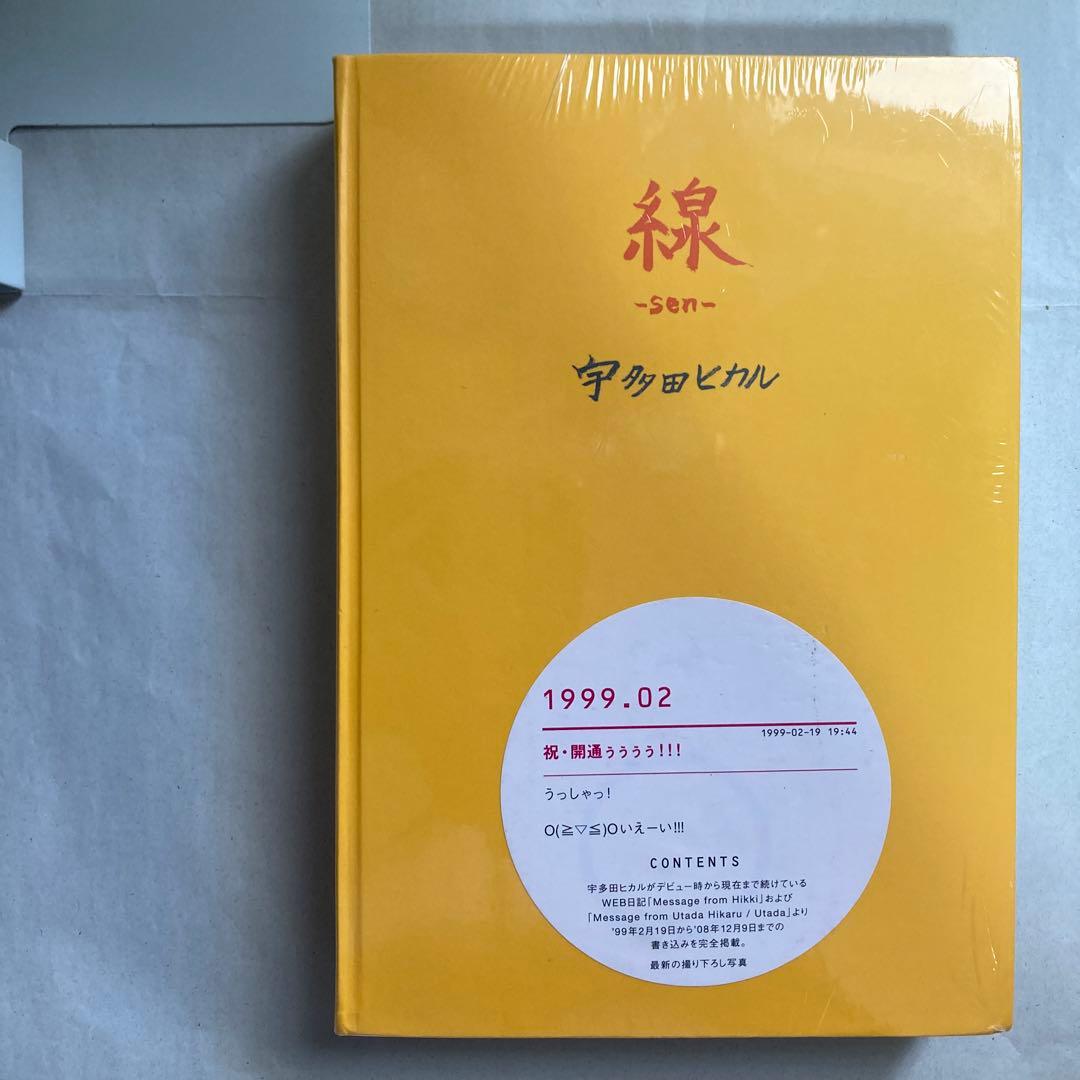 線
-sen-
宇多田ヒカル
1999.02
1999-02-19 19:44
祝・開通ぅぅぅぅ!!!
うっしゃっ!
O(≧▽≦)Oいえーい!!!
CONTENTS
宇多田ヒカルがデビュー時から現在まで続けている
WEB日記「Message from Hikki」および
「Message from Utada Hikaru / Utada」より
'99年2月19日から'08年12月9日までの
書き込みを完全掲載。
最新の撮り下ろし写真